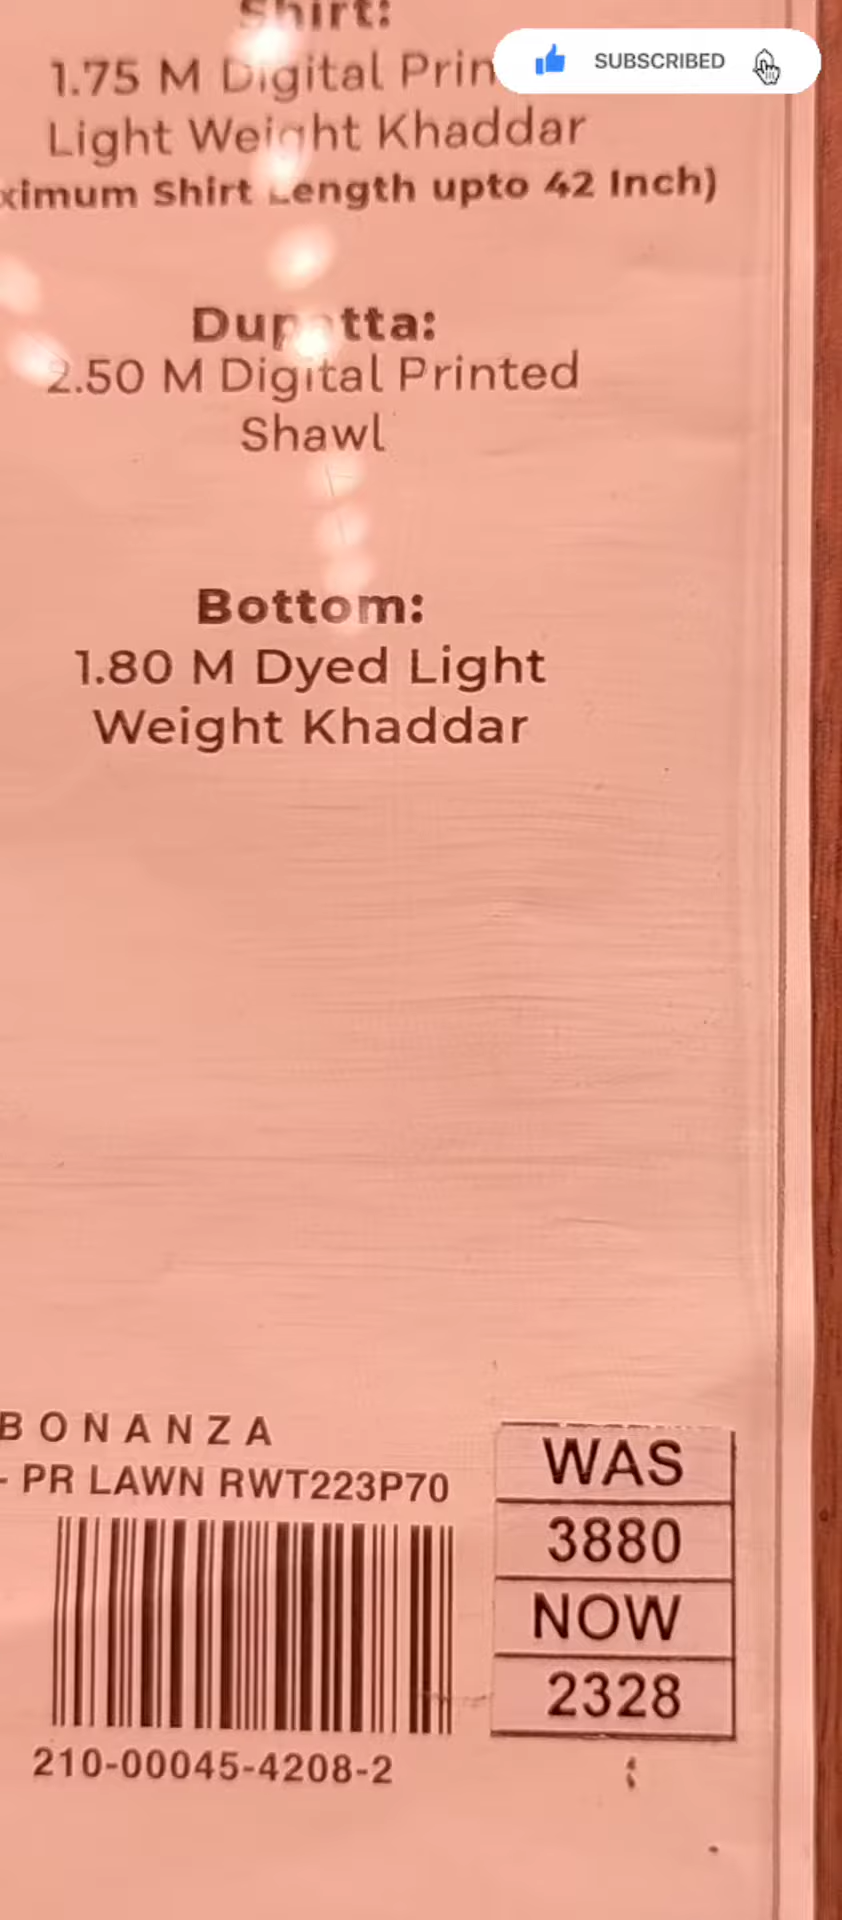 Shirt:
1.75 M Digital Prin
SUBSCRIBED
Light Weight Khaddar
ximum Shirt Length upto 42 Inch)
Dupatta:
2.50 M Digital Printed
Shawl
Bottom:
1.80 M Dyed Light
Weight Khaddar
BONANZA
- PR LAWN RWT223P70
210-00045-4208-2
WAS
3880
NOW
2328